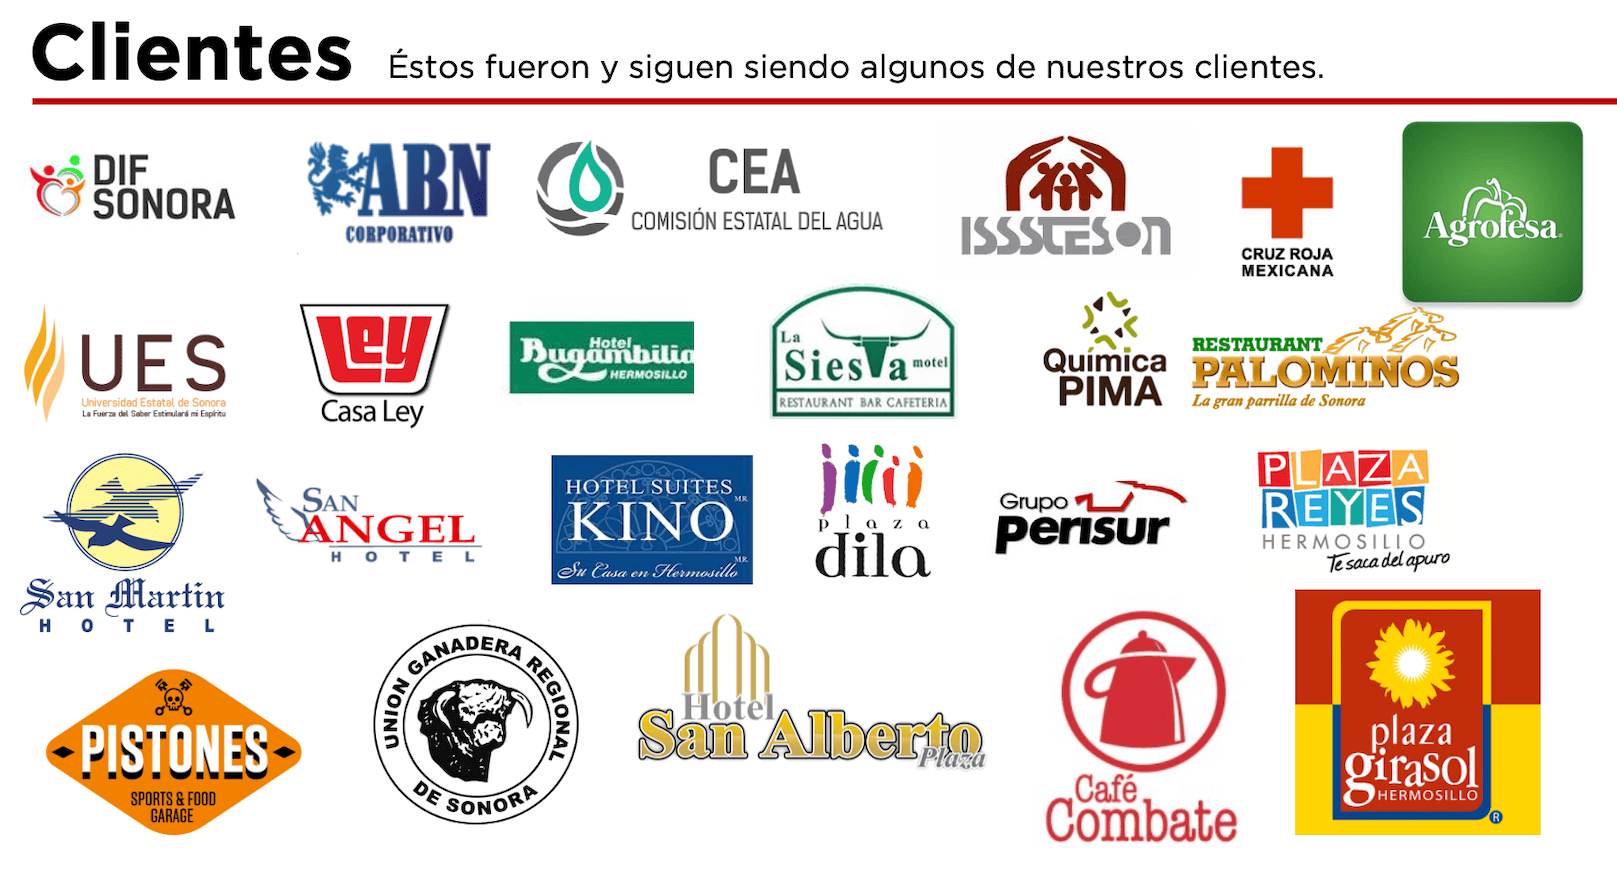 Clientes
Éstos fueron y siguen siendo algunos de nuestros clientes.
DIF
SONORA
ABN
CORPORATIVO
CEA
COMISIÓN ESTATAL DEL AGUA
ISSSTESON
CRUZ ROJA
MEXICANA
Agrofesa
UES
Universidad Estatal de Sonora
La Fuerza del Saber Estimulará mi Espíritu
Ley
Casa Ley
Hotel
Bugambilia
HERMOSILLO
La
Siesta motel
RESTAURANT BAR CAFETERIA
Química
PIMA
RESTAURANT
PALOMINOS
La gran parrilla de Sonora
San Martin
HOTEL
SAN
ANGEL
HOTEL
HOTEL SUITES
M.R.
KINO
M.R.
Su Casa en Hermosillo
plaza
dila
Grupo
perisur
PLAZA
REYES
HERMOSILLO
Te saca del apuro
PISTONES
SPORTS & FOOD
GARAGE
UNION GANADERA REGIONAL
DE SONORA
Hotel
San Alberto
Plaza
Café
Combate
plaza
girasol
HERMOSILLO
®